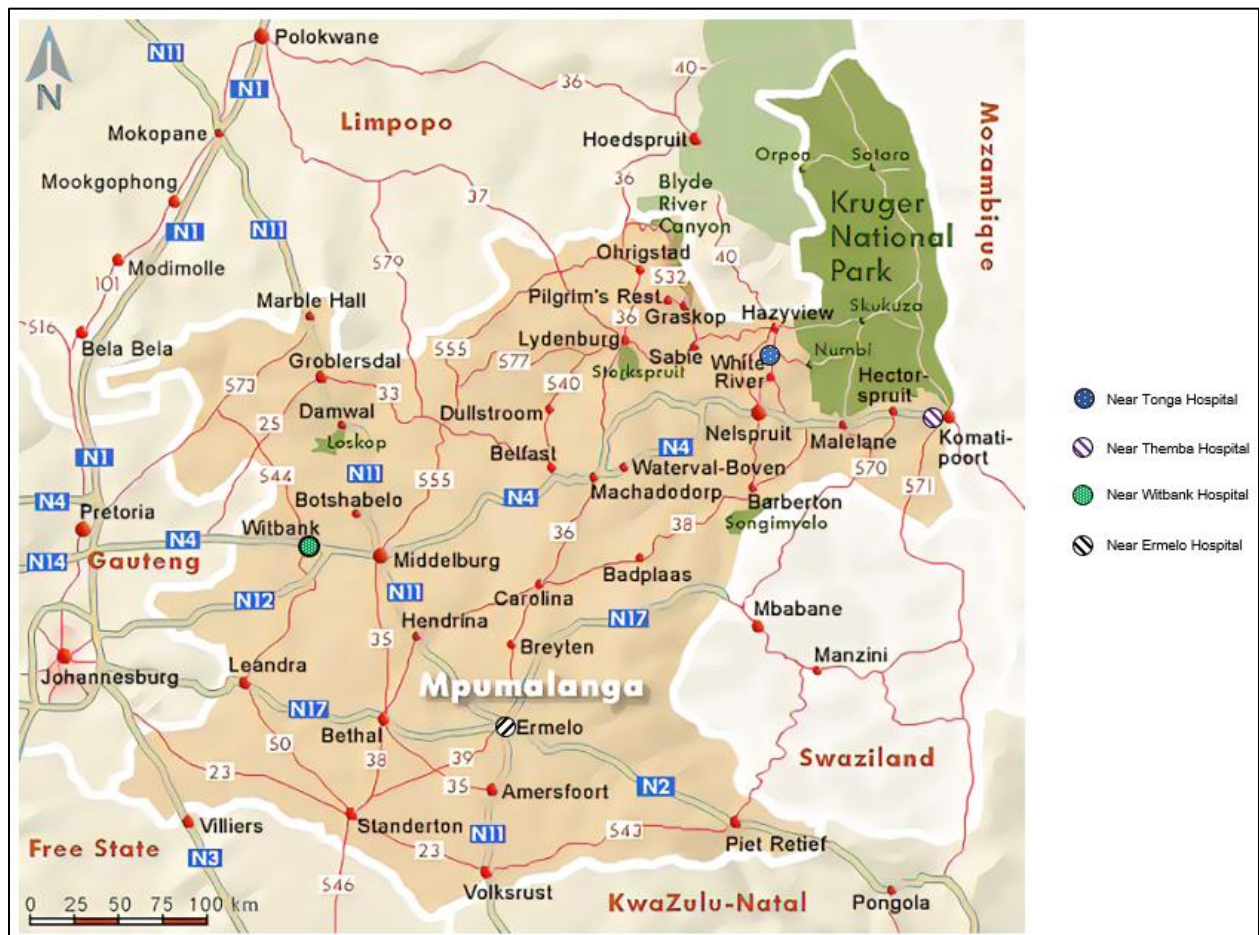 N11
Polokwane
N1
36
40
N
Mokopane
Limpopo
Hoedspruit
Orpoa
Sotara
Mozambique
Mookgophong
36
Blyde
River
Canyon
Kruger
National
Park
N1
N11
37
Modimolle
Ohrigstad
40
101
S79
S32
Marble Hall
Pilgrim's Rest
Graskop
Skukuza
S16
36
Hazyview
Bela Bela
S55
Lydenburg
Groblersdal
S77
Sabie
Numbi
Storkspruit
White
River
Hector-
spruit
S73
33
S40
25
Damwal
Dullstroom
Nelspruit
Malelane
Komati-
poort
Loskop
N1
Belfast
N4
Waterval-Boven
S44
N11
S55
S70
S71
N4
Botshabelo
N4
Machadodorp
Barberton
Pretoria
Witbank
Songimvelo
N14
N4
Gauteng
Middelburg
36
38
Badplaas
N12
N11
Carolina
Mbabane
Hendrina
N17
35
Breyten
Manzini
Leandra
Johannesburg
Mpumalanga
N17
Bethal
Ermelo
50
38
39
Swaziland
23
35
Amersfoort
N2
Villiers
Standerton
S43
Piet Retief
Free State
N3
23
N11
S46
Volksrust
KwaZulu-Natal
Pongola
0 25 50 75 100 km
Near Tonga Hospital
Near Themba Hospital
Near Witbank Hospital
Near Ermelo Hospital